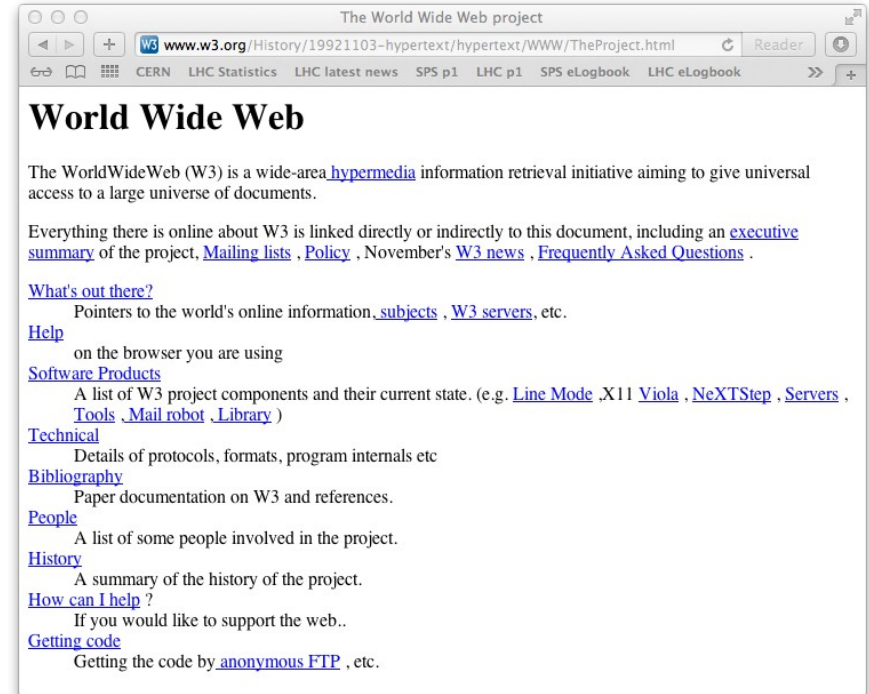 The World Wide Web project
www.w3.org/History/19921103-hypertext/hypertext/WWW/TheProject.html Reader
CERN LHC Statistics LHC latest news SPS p1 LHC p1 SPS eLogbook LHC eLogbook
World Wide Web
The WorldWideWeb (W3) is a wide-area hypermedia information retrieval initiative aiming to give universal
access to a large universe of documents.
Everything there is online about W3 is linked directly or indirectly to this document, including an executive
summary of the project, Mailing lists , Policy , November's W3 news , Frequently Asked Questions .
What's out there?
Pointers to the world's online information, subjects , W3 servers, etc.
Help
on the browser you are using
Software Products
A list of W3 project components and their current state. (e.g. Line Mode ,X11 Viola , NeXTStep , Servers ,
Tools , Mail robot , Library )
Technical
Details of protocols, formats, program internals etc
Bibliography
Paper documentation on W3 and references.
People
A list of some people involved in the project.
History
A summary of the history of the project.
How can I help ?
If you would like to support the web..
Getting code
Getting the code by anonymous FTP , etc.